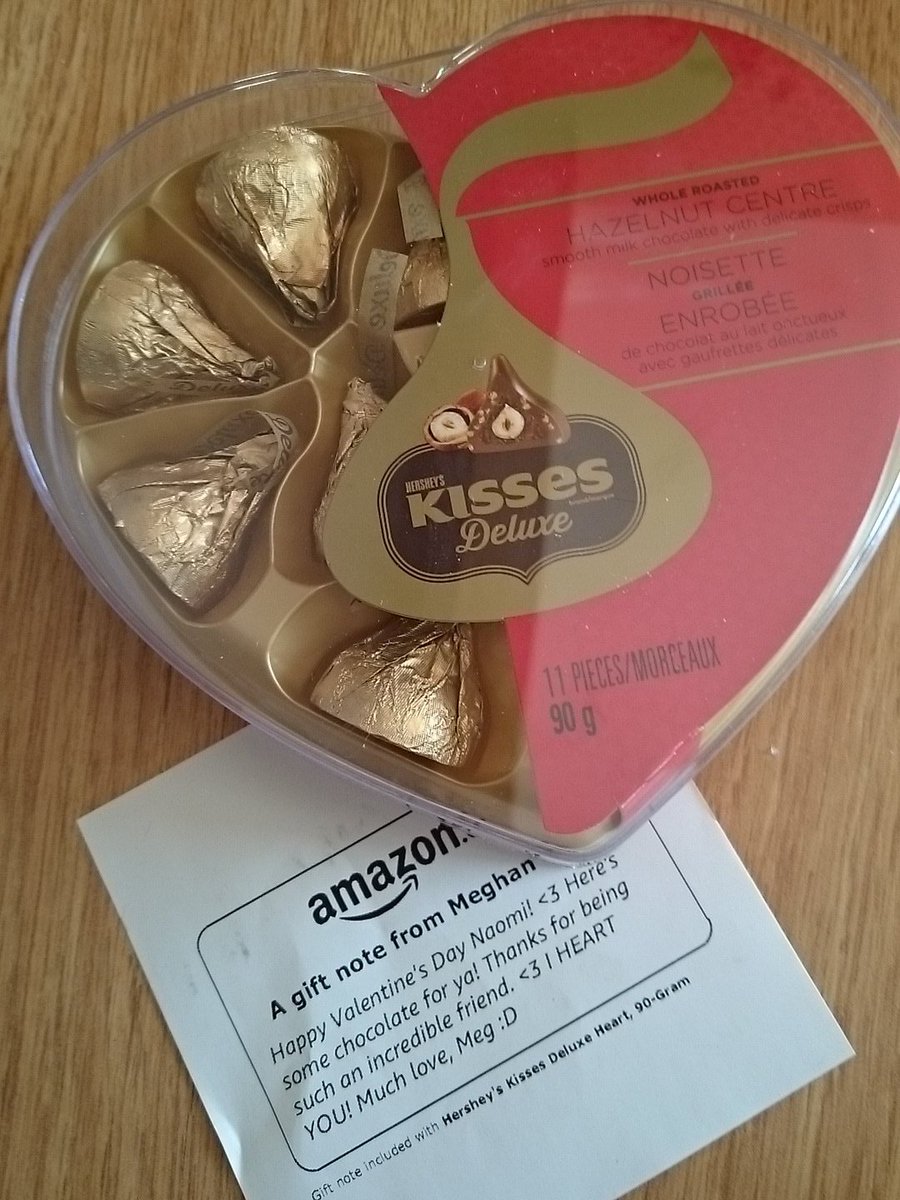 WHOLE ROASTED
HAZELNUT CENTRE
smooth milk chocolate with delicate crisps
NOISETTE
GRILLÉE
ENROBÉE
de chocolat au lait onctueux
avec gaufrettes délicates
HERSHEY'S
KISSES
Deluxe
11 PIECES/MORCEAUX
90 g
Deluxe
amazon
A gift note from Meghan
Happy Valentine's Day Naomi! <3 Here's
some chocolate for ya! Thanks for being
such an incredible friend. <3 I HEART
YOU! Much love, Meg :D
Gift note included with Hershey's Kisses Deluxe Heart, 90-Gram